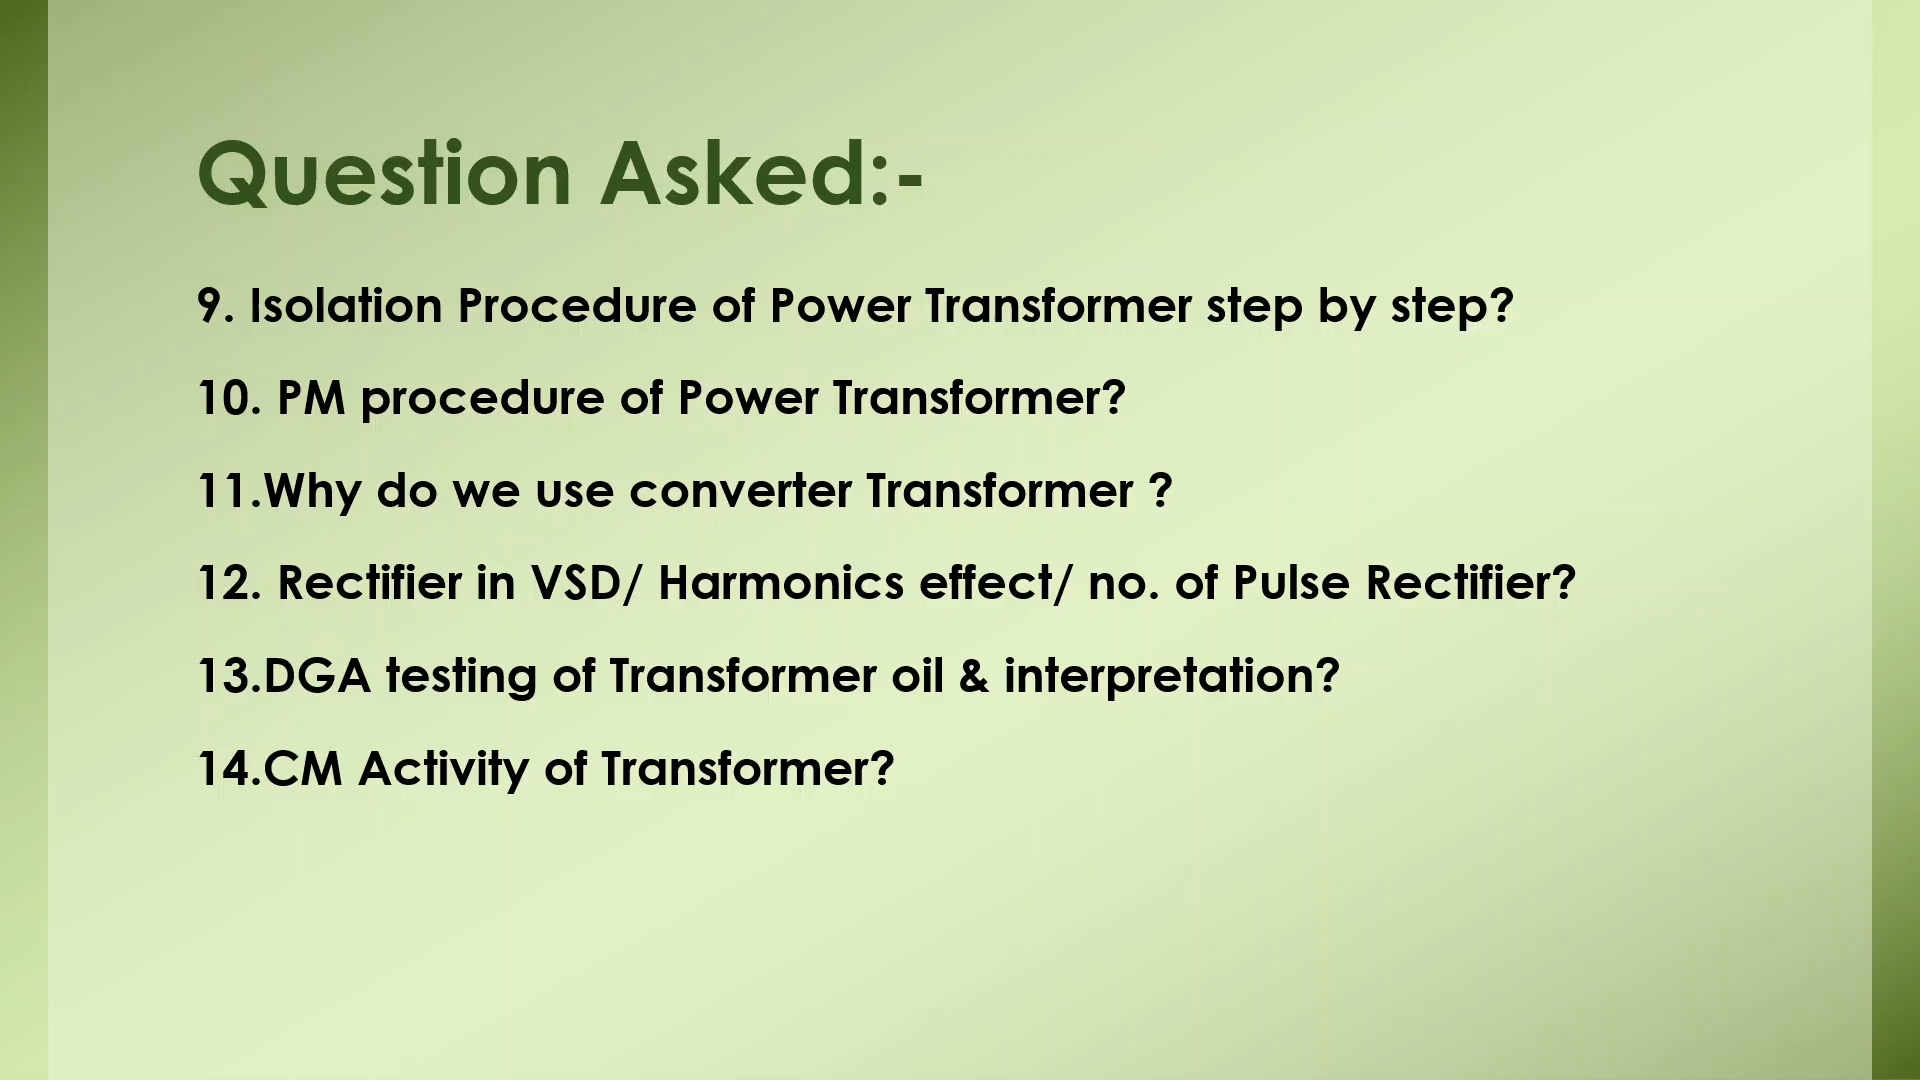 Question Asked:-
9. Isolation Procedure of Power Transformer step by step?
10. PM procedure of Power Transformer?
11.Why do we use converter Transformer ?
12. Rectifier in VSD/ Harmonics effect/ no. of Pulse Rectifier?
13.DGA testing of Transformer oil & interpretation?
14.CM Activity of Transformer?